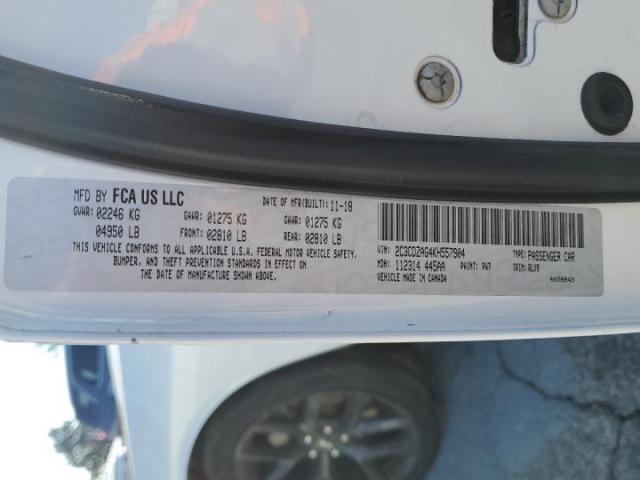 MFD BY FCA US LLC DATE OF MFR(BUILT): 11-18
GVWR: 02246 KG GAWR: 01275 KG GAWR: 01275 KG
04950 LB FRONT: 02810 LB REAR: 02810 LB
THIS VEHICLE CONFORMS TO ALL APPLICABLE U.S.A. FEDERAL MOTOR VEHICLE SAFETY,
BUMPER, AND THEFT PREVENTION STANDARDS IN EFFECT ON
THE DATE OF MANUFACTURE SHOWN ABOVE.
VIN: 2C3CDZAG4KH557904 TYPE: PASSENGER CAR
MDH: 112314 445AA PAINT: PW7 TRIM: RLX9
VEHICLE MADE IN CANADA 4658843